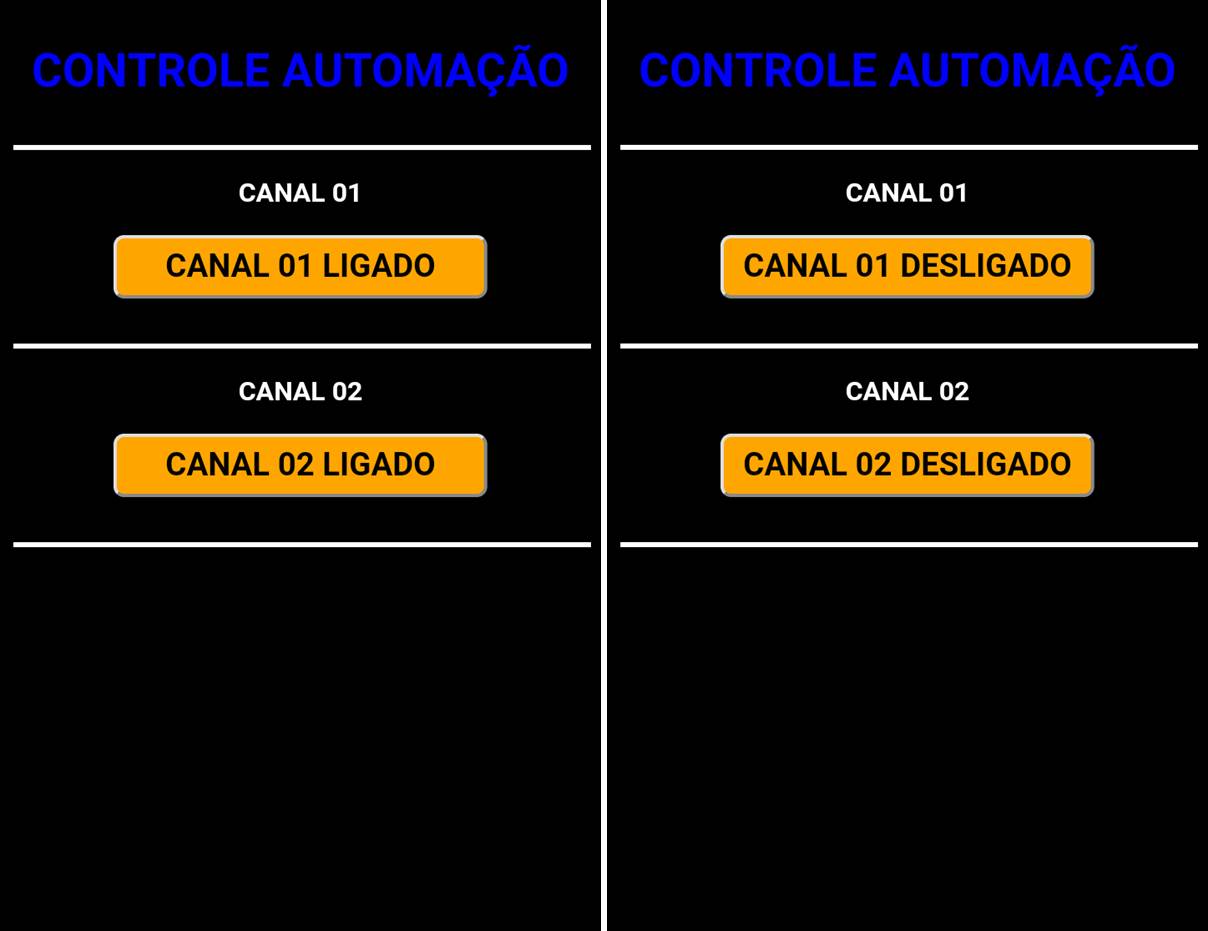 CONTROLE AUTOMAÇÃO
CANAL 01
CANAL 01 LIGADO
CANAL 02
CANAL 02 LIGADO
CONTROLE AUTOMAÇÃO
CANAL 01
CANAL 01 DESLIGADO
CANAL 02
CANAL 02 DESLIGADO